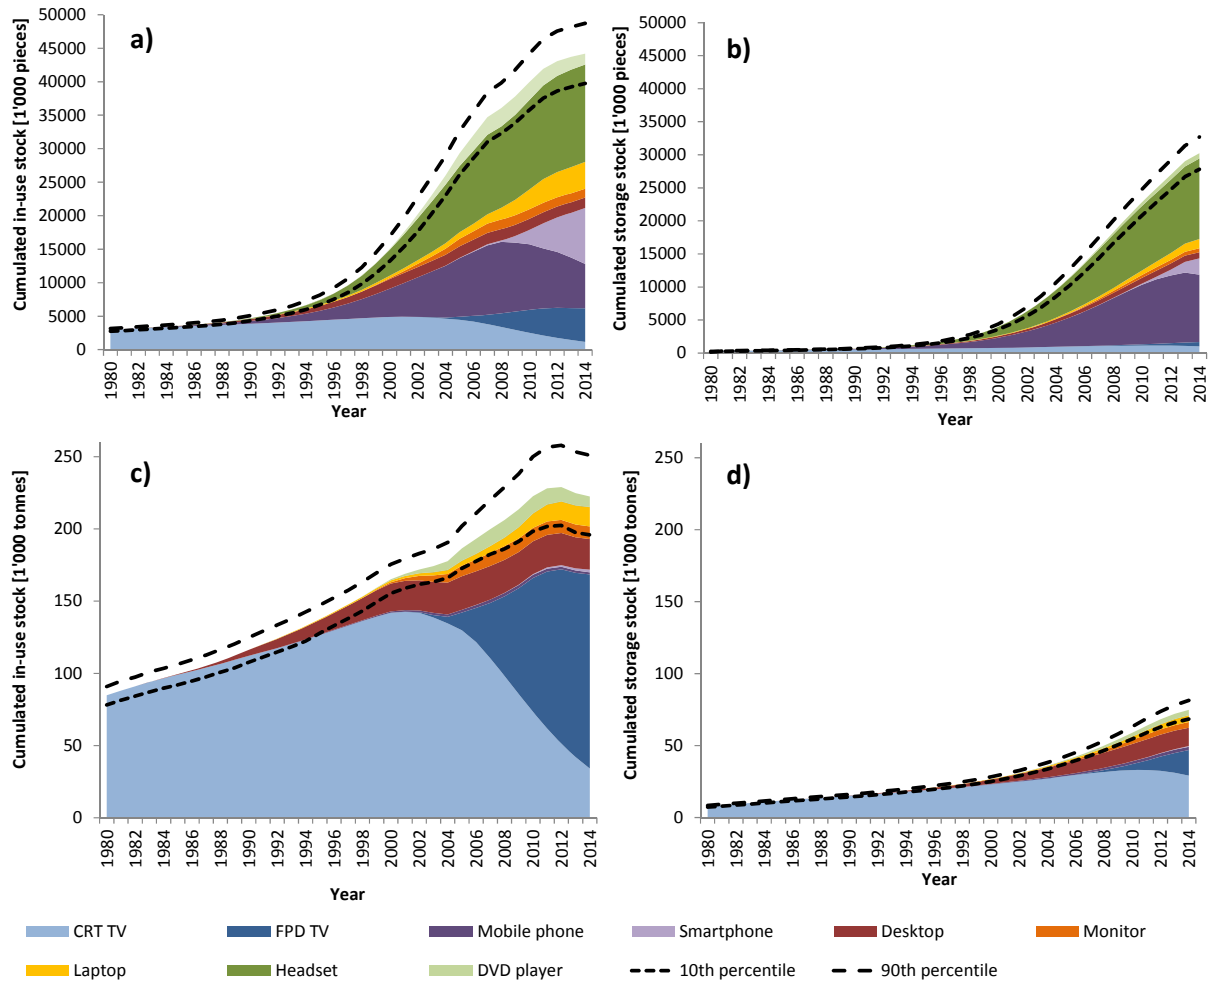 a)
Cumulated in-use stock [1'000 pieces]
50000
45000
40000
35000
30000
25000
20000
15000
10000
5000
0
1980 1982 1984 1986 1988 1990 1992 1994 1996 1998 2000 2002 2004 2006 2008 2010 2012 2014
Year
b)
Cumulated storage stock [1'000 pieces]
50000
45000
40000
35000
30000
25000
20000
15000
10000
5000
0
1980 1982 1984 1986 1988 1990 1992 1994 1996 1998 2000 2002 2004 2006 2008 2010 2012 2014
Year
c)
Cumulated in-use stock [1'000 tonnes]
250
200
150
100
50
0
1980 1982 1984 1986 1988 1990 1992 1994 1996 1998 2000 2002 2004 2006 2008 2010 2012 2014
Year
d)
Cumulated storage stock [1'000 toonnes]
250
200
150
100
50
0
1980 1982 1984 1986 1988 1990 1992 1994 1996 1998 2000 2002 2004 2006 2008 2010 2012 2014
Year
CRT TV FPD TV Mobile phone Smartphone Desktop Monitor
Laptop Headset DVD player 10th percentile 90th percentile